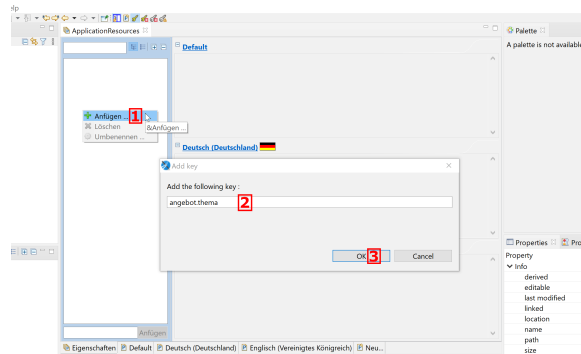 elp
ApplicationResources
Palette
A palette is not available
Default
Anfügen ... 1
Löschen
&Anfügen ...
Umbenennen ...
Deutsch (Deutschland)
Add key
Add the following key :
angebot.thema 2
OK 3 Cancel
Properties Pro
Property
Info
derived
editable
last modified
linked
location
name
path
size
Anfügen
Eigenschaften Default Deutsch (Deutschland) Englisch (Vereinigtes Königreich) Neu...